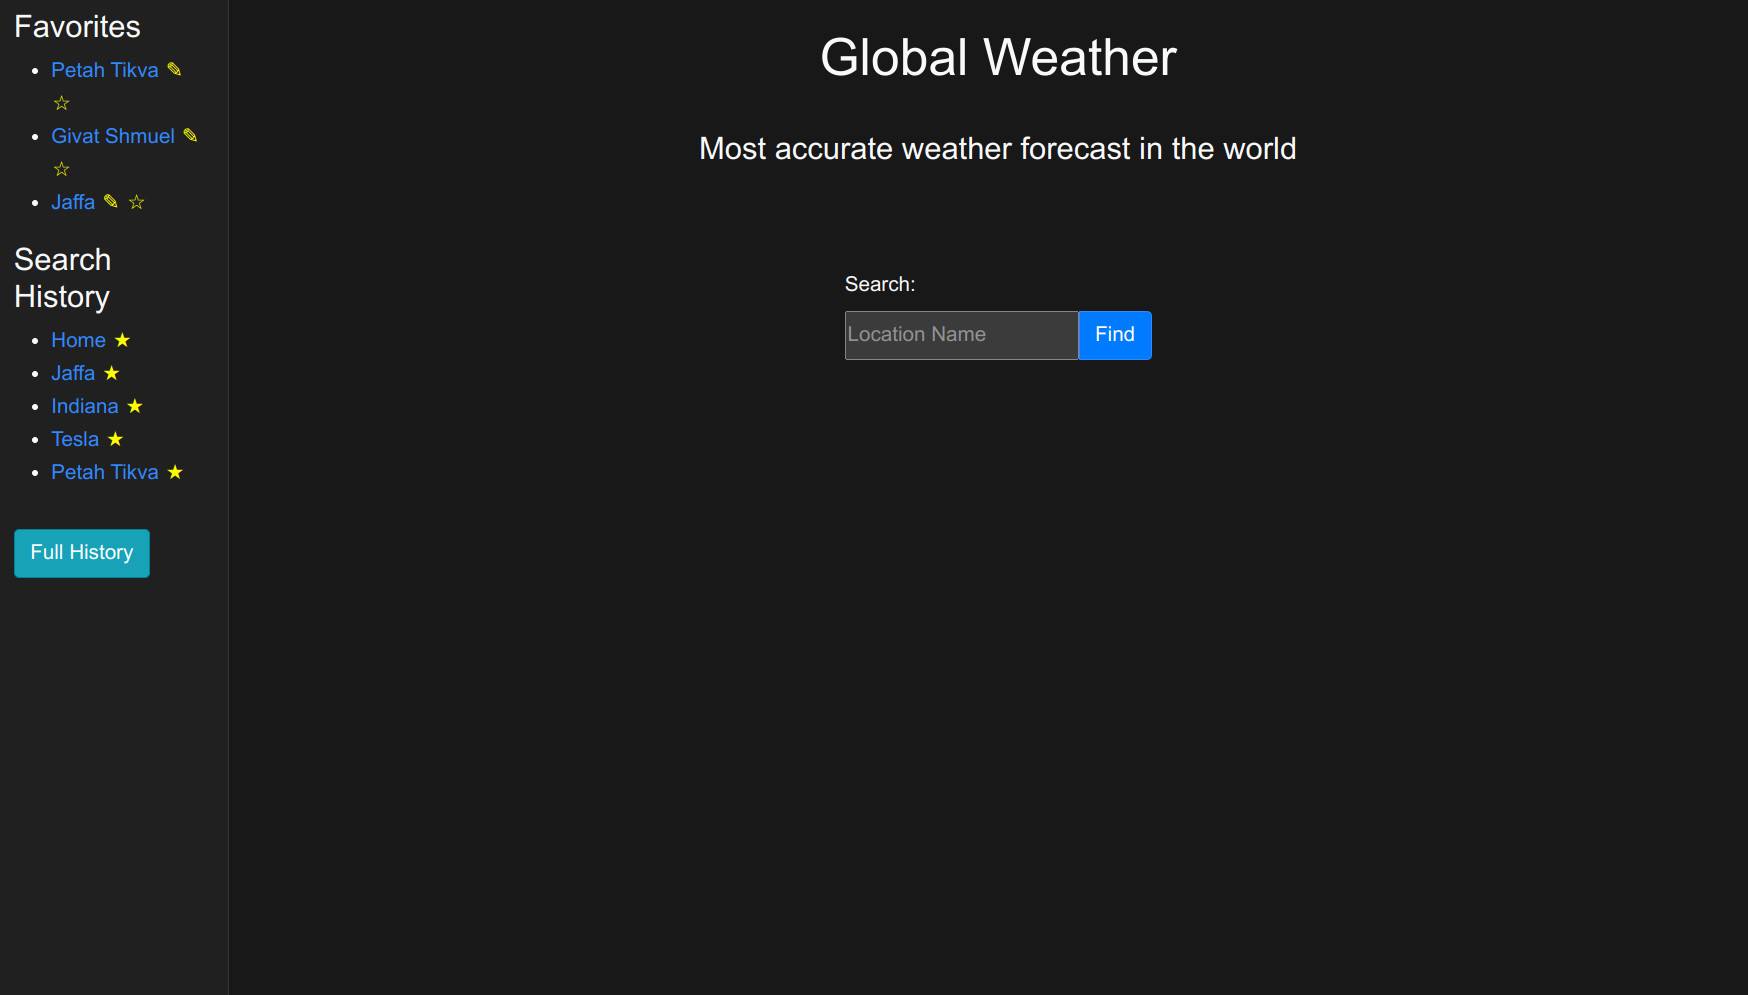 Favorites
Petah Tikva ✎
☆
Givat Shmuel ✎
☆
Jaffa ✎ ☆
Search
History
Home ★
Jaffa ★
Indiana ★
Tesla ★
Petah Tikva ★
Full History
Global Weather
Most accurate weather forecast in the world
Search:
Location Name Find